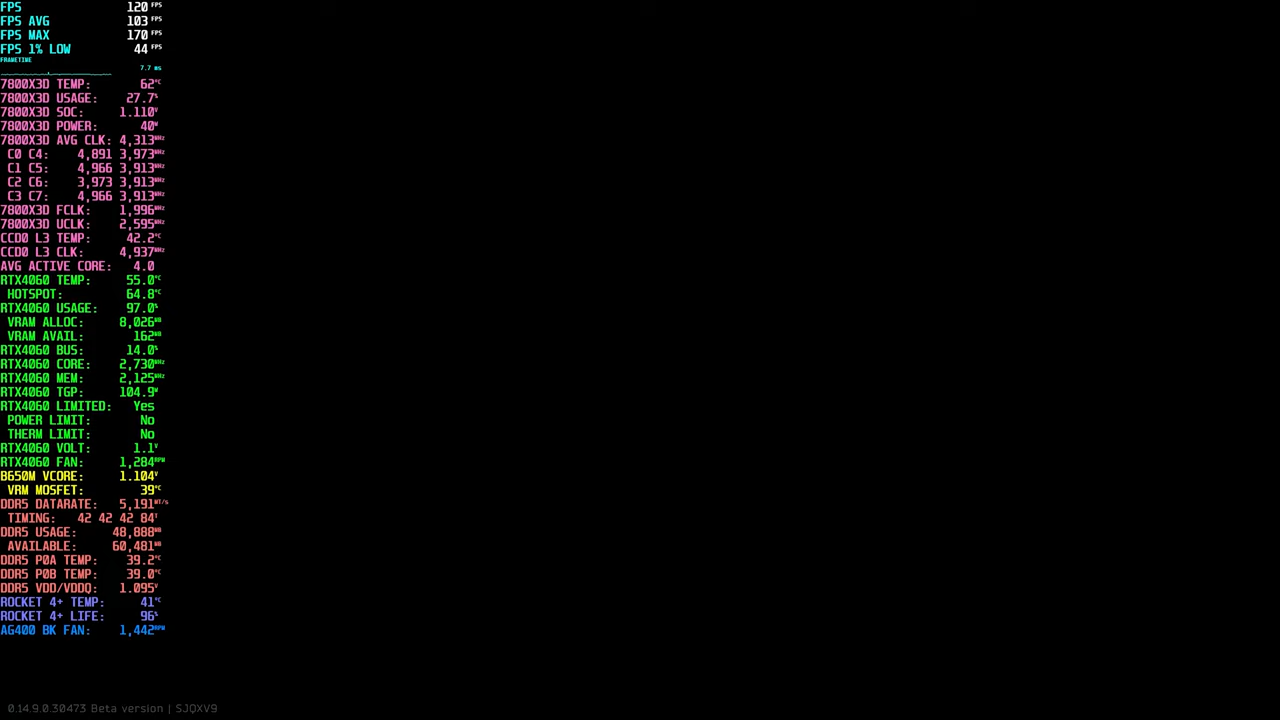 FPS 120 FPS
FPS AVG 103 FPS
FPS MAX 170 FPS
FPS 1% LOW 44 FPS
FRAMETIME
7.7 ms
7800X3D TEMP: 62°C
7800X3D USAGE: 27.7%
7800X3D SOC: 1.110V
7800X3D POWER: 40W
7800X3D AVG CLK: 4,313MHz
C0 C4: 4,891 3,973MHz
C1 C5: 4,966 3,913MHz
C2 C6: 3,973 3,913MHz
C3 C7: 4,966 3,913MHz
7800X3D FCLK: 1,996MHz
7800X3D UCLK: 2,595MHz
CCD0 L3 TEMP: 42.2°C
CCD0 L3 CLK: 4,937MHz
AVG ACTIVE CORE: 4.0
RTX4060 TEMP: 55.0°C
HOTSPOT: 64.8°C
RTX4060 USAGE: 97.0%
VRAM ALLOC: 8,026MB
VRAM AVAIL: 162MB
RTX4060 BUS: 14.0%
RTX4060 CORE: 2,730MHz
RTX4060 MEM: 2,125MHz
RTX4060 TGP: 104.9W
RTX4060 LIMITED: Yes
POWER LIMIT: No
THERM LIMIT: No
RTX4060 VOLT: 1.1V
RTX4060 FAN: 1,284RPM
B650M VCORE: 1.104V
VRM MOSFET: 39°C
DDR5 DATARATE: 5,191MT/s
TIMING: 42 42 42 84T
DDR5 USAGE: 48,888MB
AVAILABLE: 60,481MB
DDR5 P0A TEMP: 39.2°C
DDR5 P0B TEMP: 39.0°C
DDR5 VDD/VDDQ: 1.095V
ROCKET 4+ TEMP: 41°C
ROCKET 4+ LIFE: 96%
AG400 BK FAN: 1,442RPM
0.14.9.0.30473 Beta version | SJQXV9